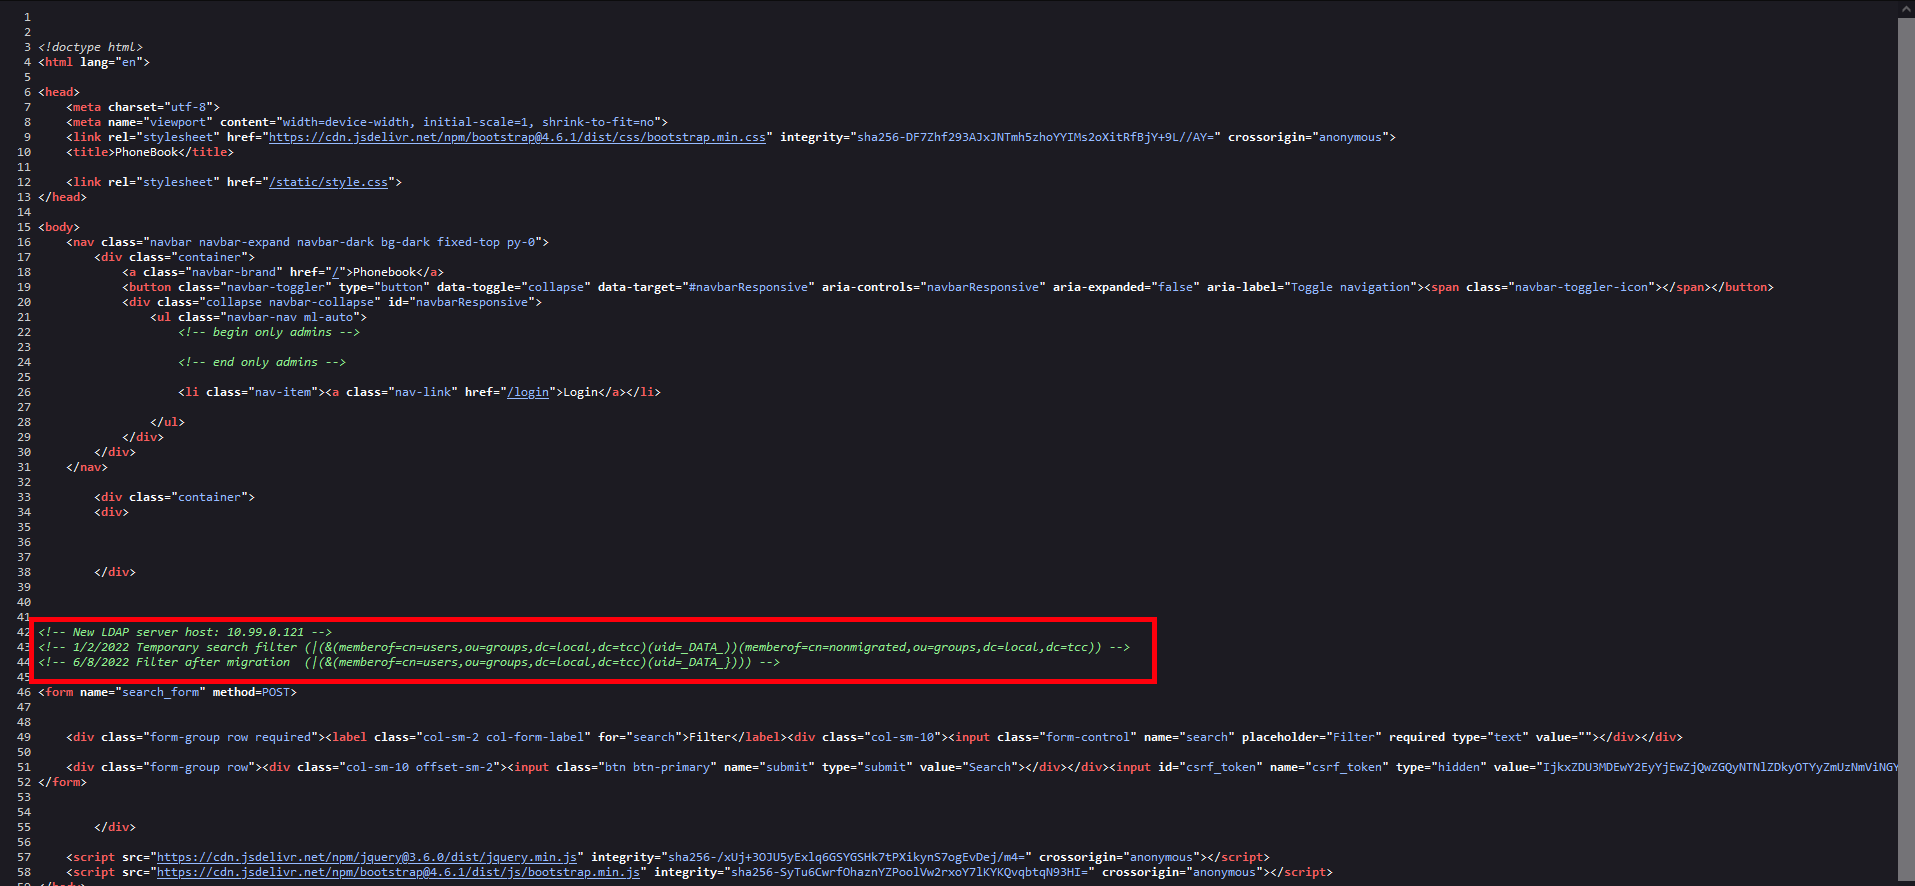 1
2
3 <!doctype html>
4 <html lang="en">
5
6 <head>
7     <meta charset="utf-8">
8     <meta name="viewport" content="width=device-width, initial-scale=1, shrink-to-fit=no">
9     <link rel="stylesheet" href="https://cdn.jsdelivr.net/npm/bootstrap@4.6.1/dist/css/bootstrap.min.css" integrity="sha256-DF7Zhf293AJxJNTmh5zhoYYIMs2oXitRfBjY+9L//AY=" crossorigin="anonymous">
10     <title>PhoneBook</title>
11
12     <link rel="stylesheet" href="/static/style.css">
13 </head>
14
15 <body>
16     <nav class="navbar navbar-expand navbar-dark bg-dark fixed-top py-0">
17         <div class="container">
18             <a class="navbar-brand" href="/">Phonebook</a>
19             <button class="navbar-toggler" type="button" data-toggle="collapse" data-target="#navbarResponsive" aria-controls="navbarResponsive" aria-expanded="false" aria-label="Toggle navigation"><span class="navbar-toggler-icon"></span></button>
20             <div class="collapse navbar-collapse" id="navbarResponsive">
21                 <ul class="navbar-nav ml-auto">
22                     <!-- begin only admins -->
23
24                     <!-- end only admins -->
25
26                     <li class="nav-item"><a class="nav-link" href="/login">Login</a></li>
27
28                 </ul>
29             </div>
30         </div>
31     </nav>
32
33         <div class="container">
34         <div>
35
36
37
38         </div>
39
40
41
42 <!-- New LDAP server host: 10.99.0.121 -->
43 <!-- 1/2/2022 Temporary search filter (|(&(memberof=cn=users,ou=groups,dc=local,dc=tcc)(uid=_DATA_))(memberof=cn=nonmigrated,ou=groups,dc=local,dc=tcc)) -->
44 <!-- 6/8/2022 Filter after migration  (|(&(memberof=cn=users,ou=groups,dc=local,dc=tcc)(uid=_DATA_}))) -->
45
46 <form name="search_form" method=POST>
47
48
49     <div class="form-group row required"><label class="col-sm-2 col-form-label" for="search">Filter</label><div class="col-sm-10"><input class="form-control" name="search" placeholder="Filter" required type="text" value=""></div></div>
50
51     <div class="form-group row"><div class="col-sm-10 offset-sm-2"><input class="btn btn-primary" name="submit" type="submit" value="Search"></div></div><input id="csrf_token" name="csrf_token" type="hidden" value="IjkxZDU3MDEwY2EyYjEwZjQwZGQyNTNlZDkyOTYyZmUzNmViNGY
52 </form>
53
54
55         </div>
56
57     <script src="https://cdn.jsdelivr.net/npm/jquery@3.6.0/dist/jquery.min.js" integrity="sha256-/xUj+3OJU5yExlq6GSYGSHk7tPXikynS7ogEvDej/m4=" crossorigin="anonymous"></script>
58     <script src="https://cdn.jsdelivr.net/npm/bootstrap@4.6.1/dist/js/bootstrap.min.js" integrity="sha256-SyTu6CwrfOhaznYZPoolVw2rxoY7lKYKQvqbtqN93HI=" crossorigin="anonymous"></script>